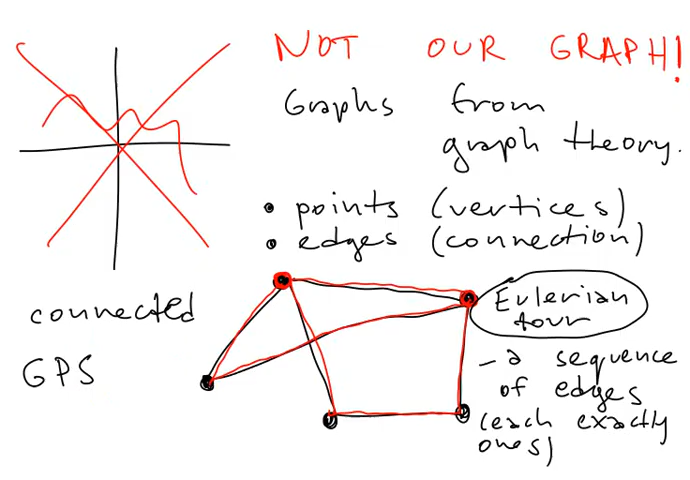 NOT OUR GRAPH!
Graphs from
graph theory.
• points (vertices)
• edges (connection)
connected
GPS
Eulerian
tour
- a sequence
of edges
(each exactly
ones)